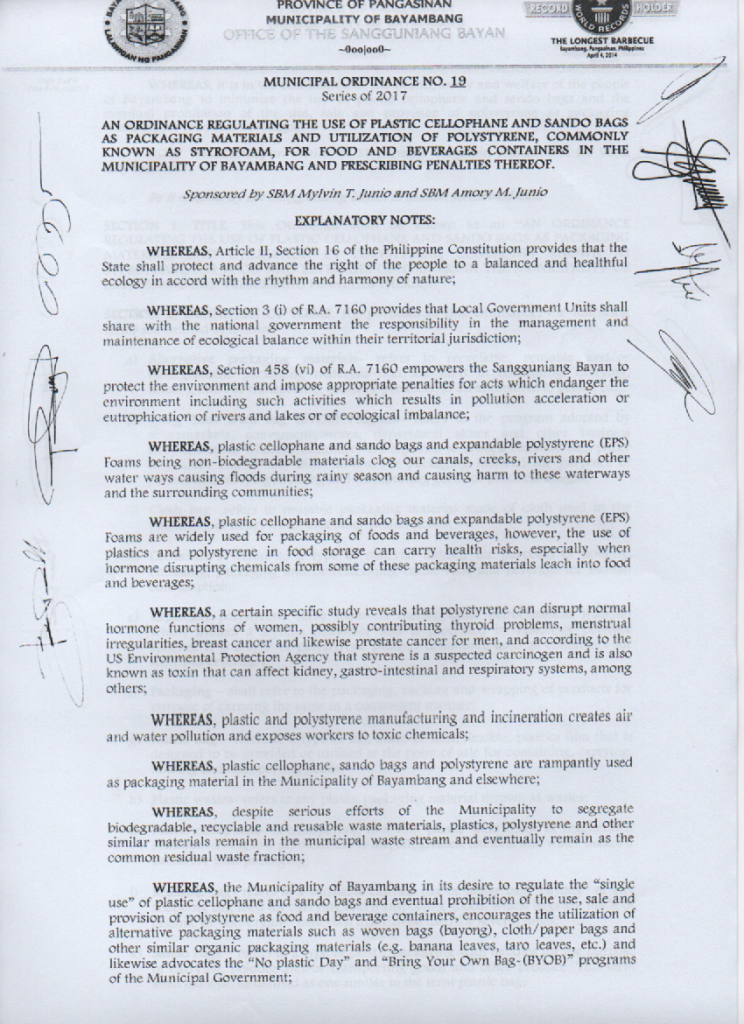 PROVINCE OF PANGASINAN
MUNICIPALITY OF BAYAMBANG
OFFICE OF THE SANGGUNIANG BAYAN
~0oo|oo0~
LALAWIGAN NG PANGASINAN
RECORD HOLDER
WORLD RECORDS
THE LONGEST BARBECUE
Bayambang, Pangasinan, Philippines
April 4, 2014
MUNICIPAL ORDINANCE NO. 19
Series of 2017
AN ORDINANCE REGULATING THE USE OF PLASTIC CELLOPHANE AND SANDO BAGS
AS PACKAGING MATERIALS AND UTILIZATION OF POLYSTYRENE, COMMONLY
KNOWN AS STYROFOAM, FOR FOOD AND BEVERAGES CONTAINERS IN THE
MUNICIPALITY OF BAYAMBANG AND PRESCRIBING PENALTIES THEREOF.
Sponsored by SBM Mylvin T. Junio and SBM Amory M. Junio
EXPLANATORY NOTES:
WHEREAS, Article II, Section 16 of the Philippine Constitution provides that the
State shall protect and advance the right of the people to a balanced and healthful
ecology in accord with the rhythm and harmony of nature;
WHEREAS, Section 3 (i) of R.A. 7160 provides that Local Government Units shall
share with the national government the responsibility in the management and
maintenance of ecological balance within their territorial jurisdiction;
WHEREAS, Section 458 (vi) of R.A. 7160 empowers the Sangguniang Bayan to
protect the environment and impose appropriate penalties for acts which endanger the
environment including such activities which results in pollution acceleration or
eutrophication of rivers and lakes or of ecological imbalance;
WHEREAS, plastic cellophane and sando bags and expandable polystyrene (EPS)
Foams being non-biodegradable materials clog our canals, creeks, rivers and other
water ways causing floods during rainy season and causing harm to these waterways
and the surrounding communities;
WHEREAS, plastic cellophane and sando bags and expandable polystyrene (EPS)
Foams are widely used for packaging of foods and beverages, however, the use of
plastics and polystyrene in food storage can carry health risks, especially when
hormone disrupting chemicals from some of these packaging materials leach into food
and beverages;
WHEREAS, a certain specific study reveals that polystyrene can disrupt normal
hormone functions of women, possibly contributing thyroid problems, menstrual
irregularities, breast cancer and likewise prostate cancer for men, and according to the
US Environmental Protection Agency that styrene is a suspected carcinogen and is also
known as toxin that can affect kidney, gastro-intestinal and respiratory systems, among
others;
WHEREAS, plastic and polystyrene manufacturing and incineration creates air
and water pollution and exposes workers to toxic chemicals;
WHEREAS, plastic cellophane, sando bags and polystyrene are rampantly used
as packaging material in the Municipality of Bayambang and elsewhere;
WHEREAS, despite serious efforts of the Municipality to segregate
biodegradable, recyclable and reusable waste materials, plastics, polystyrene and other
similar materials remain in the municipal waste stream and eventually remain as the
common residual waste fraction;
WHEREAS, the Municipality of Bayambang in its desire to regulate the “single
use” of plastic cellophane and sando bags and eventual prohibition of the use, sale and
provision of polystyrene as food and beverage containers, encourages the utilization of
alternative packaging materials such as woven bags (bayong), cloth/paper bags and
other similar organic packaging materials (e.g. banana leaves, taro leaves, etc.) and
likewise advocates the “No plastic Day” and “Bring Your Own Bag-(BYOB)” programs
of the Municipal Government;